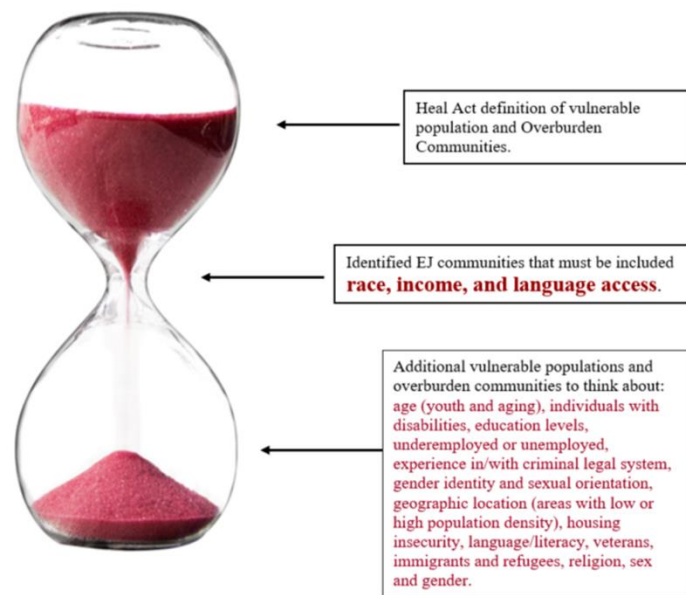 Heal Act definition of vulnerable
population and Overburden
Communities.
Identified EJ communities that must be included
race, income, and language access.
Additional vulnerable populations and
overburden communities to think about:
age (youth and aging), individuals with
disabilities, education levels,
underemployed or unemployed,
experience in/with criminal legal system,
gender identity and sexual orientation,
geographic location (areas with low or
high population density), housing
insecurity, language/literacy, veterans,
immigrants and refugees, religion, sex
and gender.